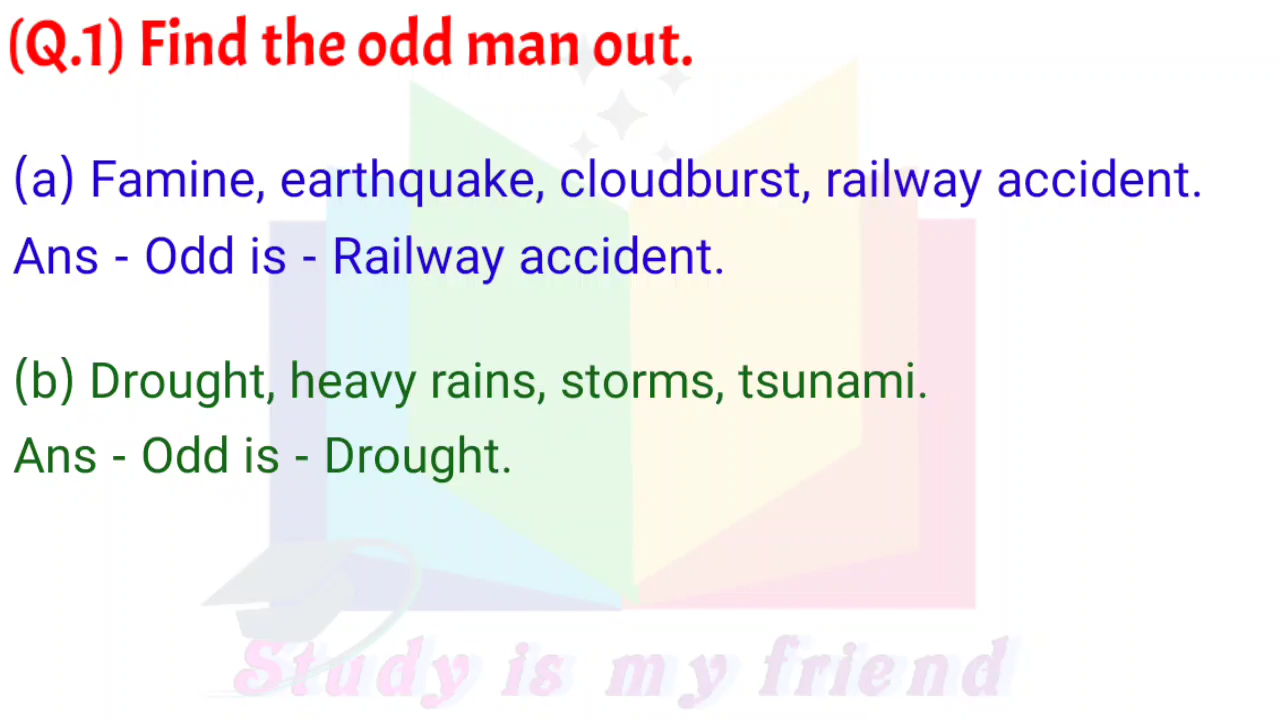 (Q.1) Find the odd man out.
(a) Famine, earthquake, cloudburst, railway accident.
Ans - Odd is - Railway accident.
(b) Drought, heavy rains, storms, tsunami.
Ans - Odd is - Drought.
Study is my friend